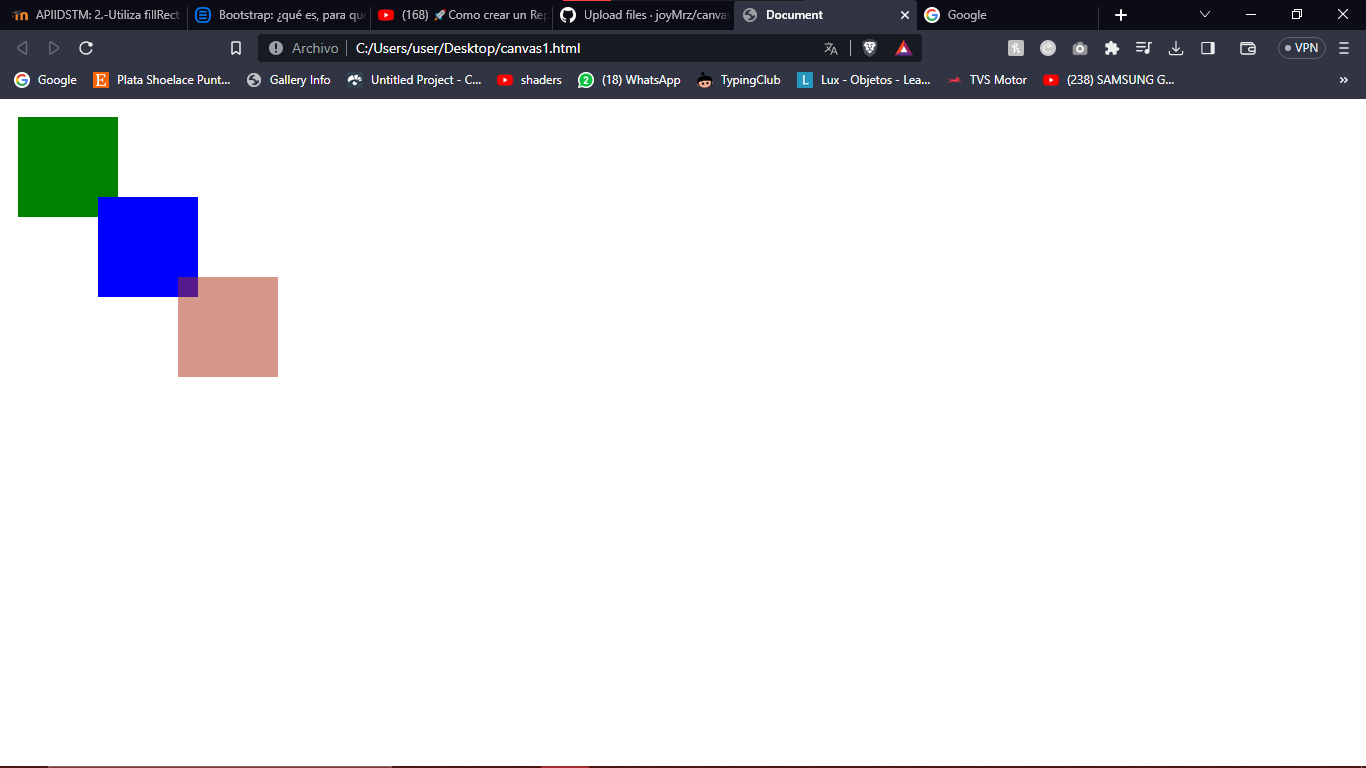 APIIDSTM: 2.-Utiliza fillRect
Bootstrap: ¿qué es, para que
(168) 🚀Como crear un Rep
Upload files · joyMrz/canvas
Document
Google
Archivo
C:/Users/user/Desktop/canvas1.html
VPN
Google
Plata Shoelace Punt...
Gallery Info
Untitled Project - C...
shaders
(18) WhatsApp
TypingClub
L
Lux - Objetos - Lea...
TVS Motor
(238) SAMSUNG G...